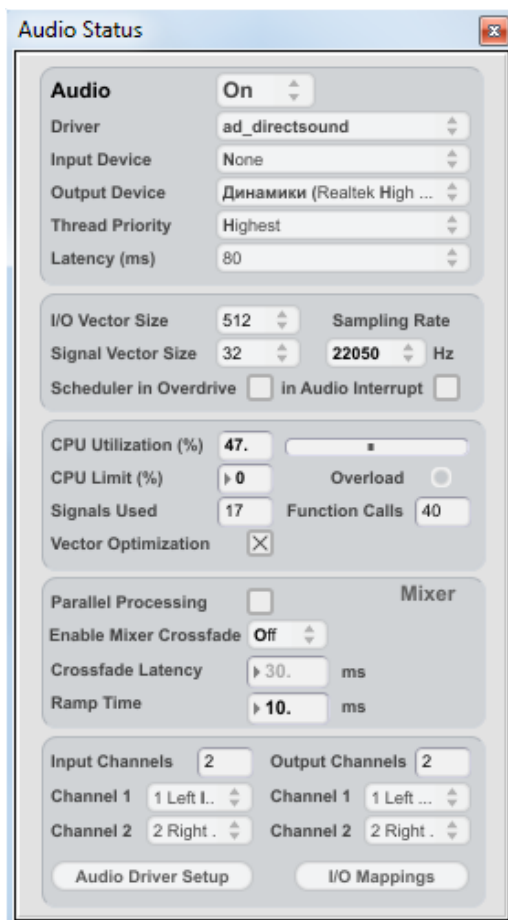 Audio Status
Audio On
Driver ad_directsound
Input Device None
Output Device Динамики (Realtek High ...
Thread Priority Highest
Latency (ms) 80
I/O Vector Size 512 Sampling Rate
Signal Vector Size 32 22050 Hz
Scheduler in Overdrive in Audio Interrupt
CPU Utilization (%) 47.
CPU Limit (%) 0 Overload
Signals Used 17 Function Calls 40
Vector Optimization
Mixer
Parallel Processing
Enable Mixer Crossfade Off
Crossfade Latency 30. ms
Ramp Time 10. ms
Input Channels 2 Output Channels 2
Channel 1 1 Left I.. Channel 1 1 Left ...
Channel 2 2 Right . Channel 2 2 Right .
Audio Driver Setup I/O Mappings